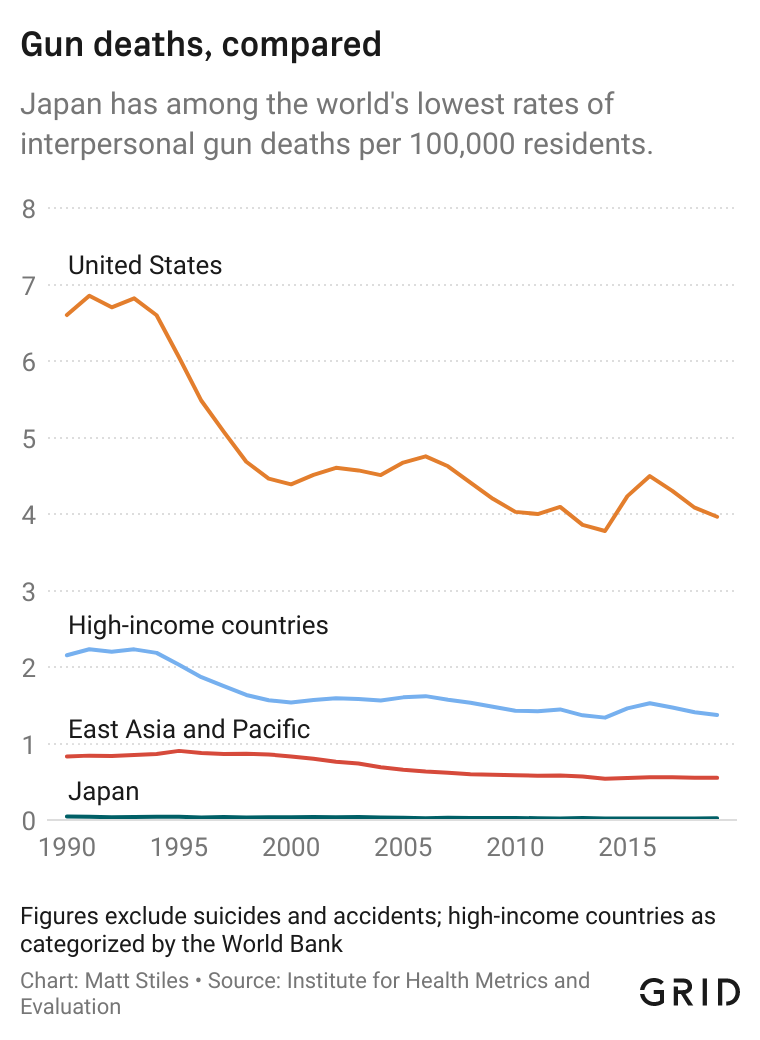 Gun deaths, compared
Japan has among the world's lowest rates of
interpersonal gun deaths per 100,000 residents.
8
United States
7
6
5
4
3
High-income countries
2
East Asia and Pacific
1
Japan
0
1990 1995 2000 2005 2010 2015
Figures exclude suicides and accidents; high-income countries as
categorized by the World Bank
Chart: Matt Stiles • Source: Institute for Health Metrics and
Evaluation
GRID